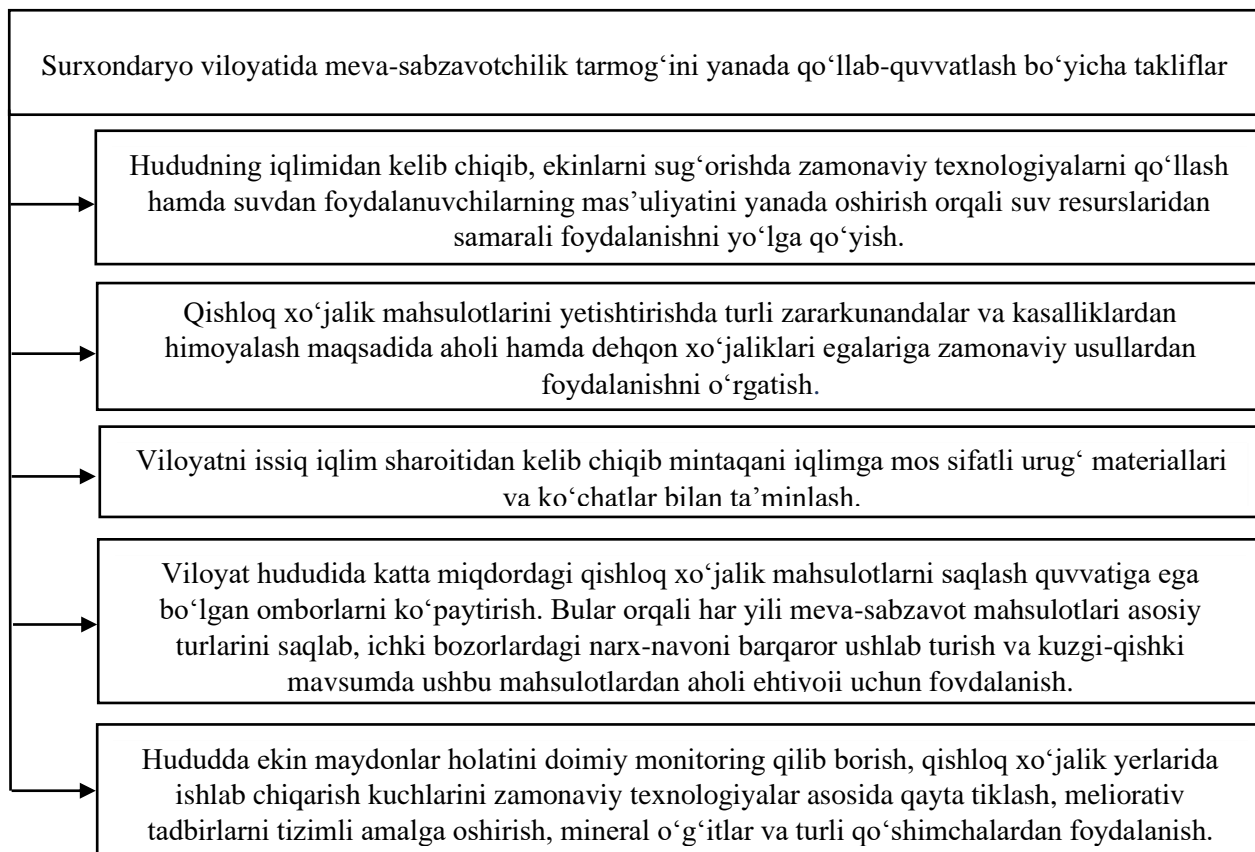 Surxondaryo viloyatida meva-sabzavotchilik tarmog‘ini yanada qo‘llab-quvvatlash bo‘yicha takliflar
Hududning iqlimidan kelib chiqib, ekinlarni sug‘orishda zamonaviy texnologiyalarni qo‘llash
hamda suvdan foydalanuvchilarning mas’uliyatini yanada oshirish orqali suv resurslaridan
samarali foydalanishni yo‘lga qo‘yish.
Qishloq xo‘jalik mahsulotlarini yetishtirishda turli zararkunandalar va kasalliklardan
himoyalash maqsadida aholi hamda dehqon xo‘jaliklari egalariga zamonaviy usullardan
foydalanishni o‘rgatish.
Viloyatni issiq iqlim sharoitidan kelib chiqib mintaqani iqlimga mos sifatli urug‘ materiallari
va ko‘chatlar bilan ta’minlash.
Viloyat hududida katta miqdordagi qishloq xo‘jalik mahsulotlarni saqlash quvvatiga ega
bo‘lgan omborlarni ko‘paytirish. Bular orqali har yili meva-sabzavot mahsulotlari asosiy
turlarini saqlab, ichki bozorlardagi narx-navoni barqaror ushlab turish va kuzgi-qishki
mavsumda ushbu mahsulotlardan aholi ehtiyoji uchun foydalanish.
Hududda ekin maydonlar holatini doimiy monitoring qilib borish, qishloq xo‘jalik yerlarida
ishlab chiqarish kuchlarini zamonaviy texnologiyalar asosida qayta tiklash, meliorativ
tadbirlarni tizimli amalga oshirish, mineral o‘g‘itlar va turli qo‘shimchalardan foydalanish.